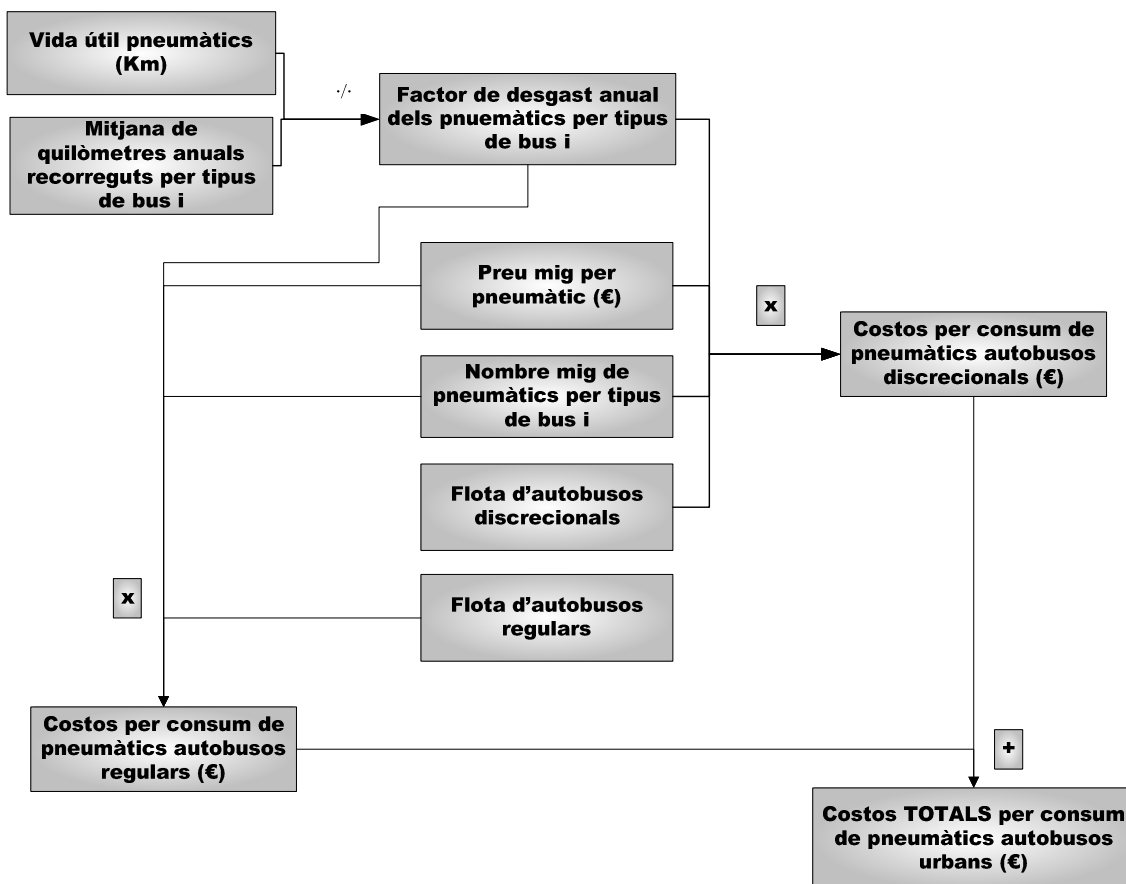 Vida útil pneumàtics
(Km)
Mitjana de
quilòmetres anuals
recorreguts per tipus
de bus i
·/·
Factor de desgast anual
dels pnuemàtics per tipus
de bus i
Preu mig per
pneumàtic (€)
x
Costos per consum de
pneumàtics autobusos
discrecionals (€)
Nombre mig de
pneumàtics per tipus
de bus i
Flota d’autobusos
discrecionals
x
Flota d’autobusos
regulars
Costos per consum de
pneumàtics autobusos
regulars (€)
+
Costos TOTALS per consum
de pneumàtics autobusos
urbans (€)